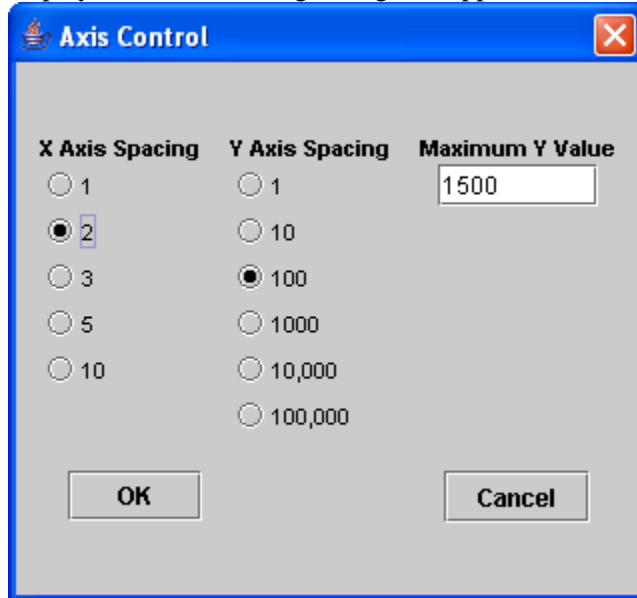 Axis Control
X Axis Spacing Y Axis Spacing Maximum Y Value
1 1 1500
2 10
3 100
5 1000
10 10,000
100,000
OK Cancel